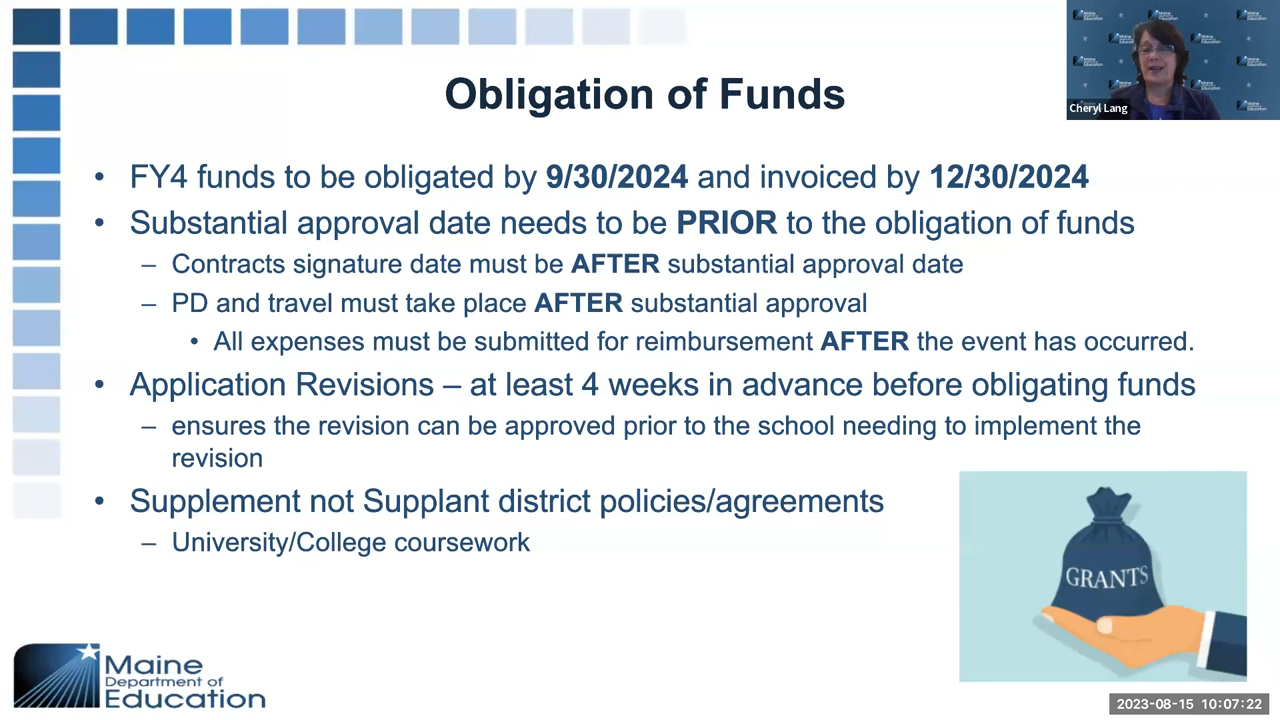 Obligation of Funds
Cheryl Lang
• FY4 funds to be obligated by 9/30/2024 and invoiced by 12/30/2024
• Substantial approval date needs to be PRIOR to the obligation of funds
– Contracts signature date must be AFTER substantial approval date
– PD and travel must take place AFTER substantial approval
• All expenses must be submitted for reimbursement AFTER the event has occurred.
• Application Revisions – at least 4 weeks in advance before obligating funds
– ensures the revision can be approved prior to the school needing to implement the
revision
• Supplement not Supplant district policies/agreements
– University/College coursework
GRANTS
Maine
Department of
Education
2023-08-15 10:07:22